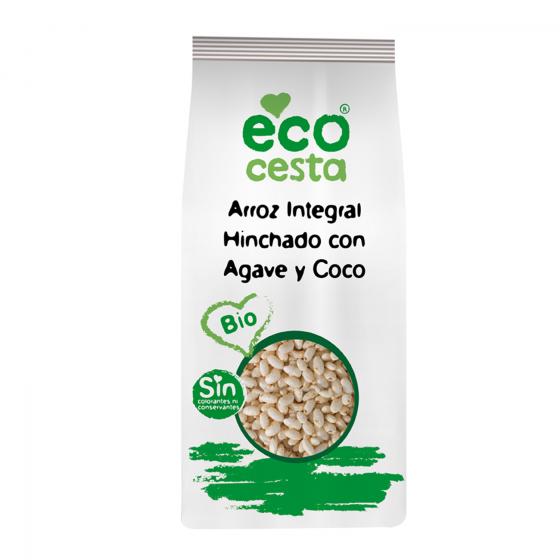 eco
®
cesta
Arroz Integral
Hinchado con
Agave y Coco
Bio
Sin
colorantes ni
conservantes